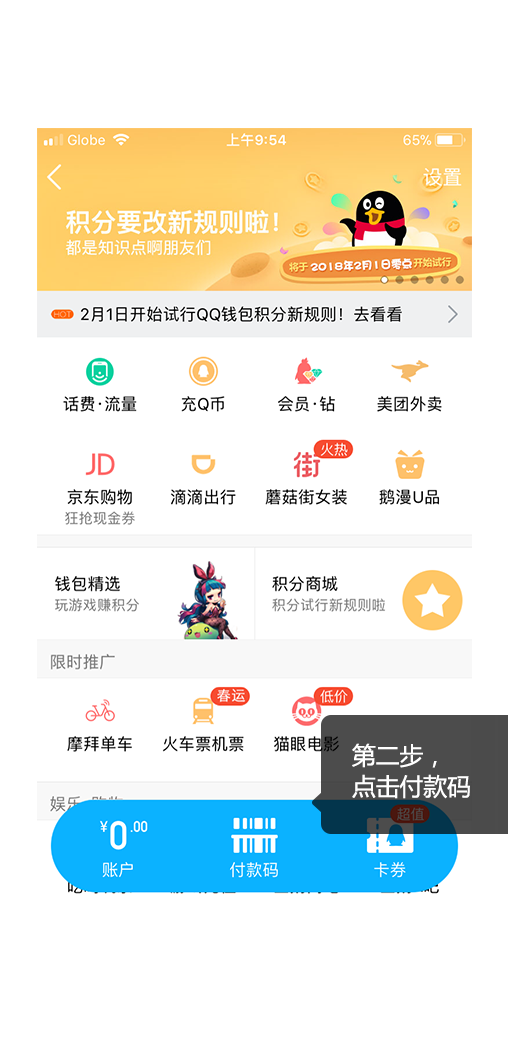 Globe 上午9:54 65%
设置
积分要改新规则啦！
都是知识点啊朋友们
将于 2018年2月1日零点开始试行
HOT 2月1日开始试行QQ钱包积分新规则！去看看
话费·流量 充Q币 会员·钻 美团外卖
JD 街 火热
京东购物 滴滴出行 蘑菇街女装 鹅漫U品
狂抢现金券
钱包精选 积分商城
玩游戏赚积分 积分试行新规则啦
限时推广
春运 低价
摩拜单车 火车票机票 猫眼电影
第二步，
点击付款码
娱乐·购物
超值
¥0.00
账户 付款码 卡券